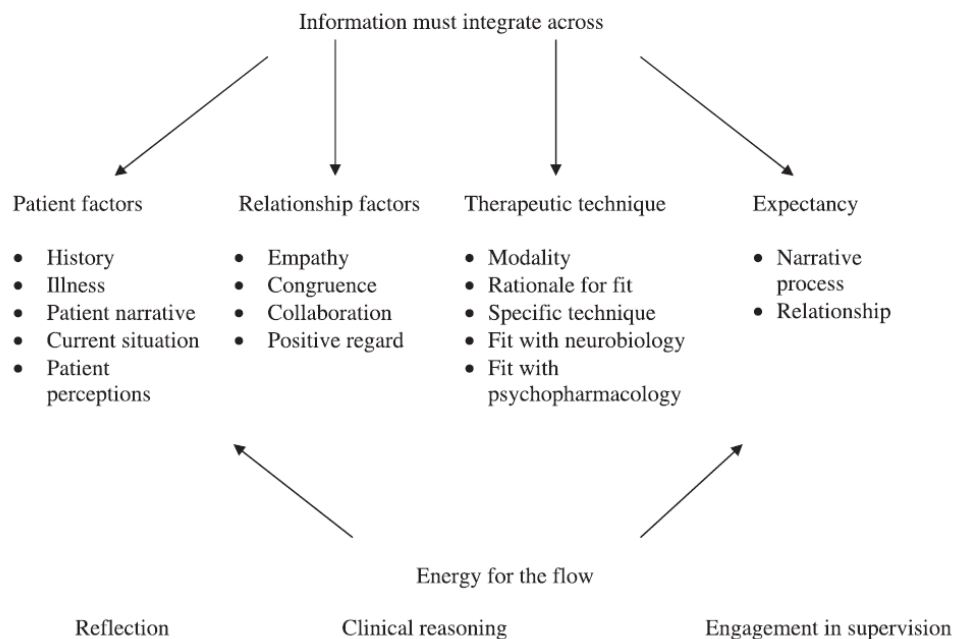 Information must integrate across
Patient factors
• History
• Illness
• Patient narrative
• Current situation
• Patient
perceptions
Relationship factors
• Empathy
• Congruence
• Collaboration
• Positive regard
Therapeutic technique
• Modality
• Rationale for fit
• Specific technique
• Fit with neurobiology
• Fit with
psychopharmacology
Expectancy
• Narrative
process
• Relationship
Energy for the flow
Reflection
Clinical reasoning
Engagement in supervision